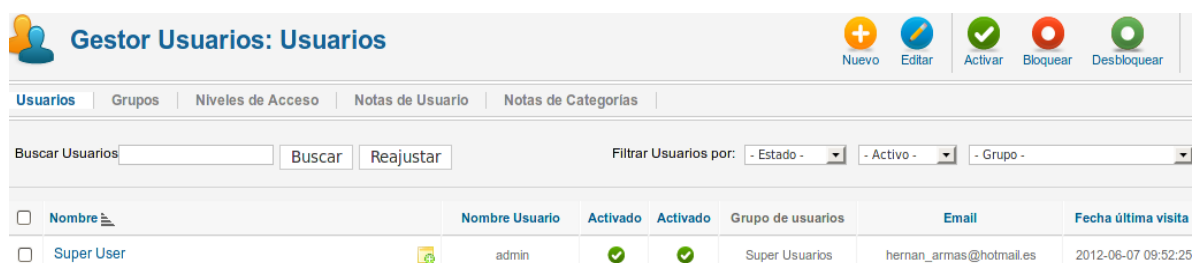 Gestor Usuarios: Usuarios
Nuevo Editar Activar Bloquear Desbloquear
Usuarios Grupos Niveles de Acceso Notas de Usuario Notas de Categorias
Buscar Usuarios Buscar Reajustar Filtrar Usuarios por: - Estado - - Activo - - Grupo -
Nombre Nombre Usuario Activado Activado Grupo de usuarios Email Fecha última visita
Super User admin Super Usuarios hernan_armas@hotmail.es 2012-06-07 09:52:25